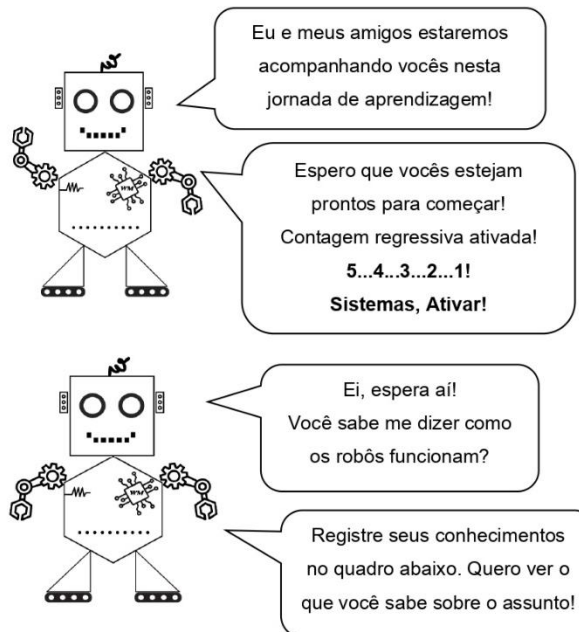 Eu e meus amigos estaremos
acompanhando vocês nesta
jornada de aprendizagem!
Espero que vocês estejam
prontos para começar!
Contagem regressiva ativada!
5...4...3...2...1!
Sistemas, Ativar!
WM
Ei, espera aí!
Você sabe me dizer como
os robôs funcionam?
WM
Registre seus conhecimentos
no quadro abaixo. Quero ver o
que você sabe sobre o assunto!